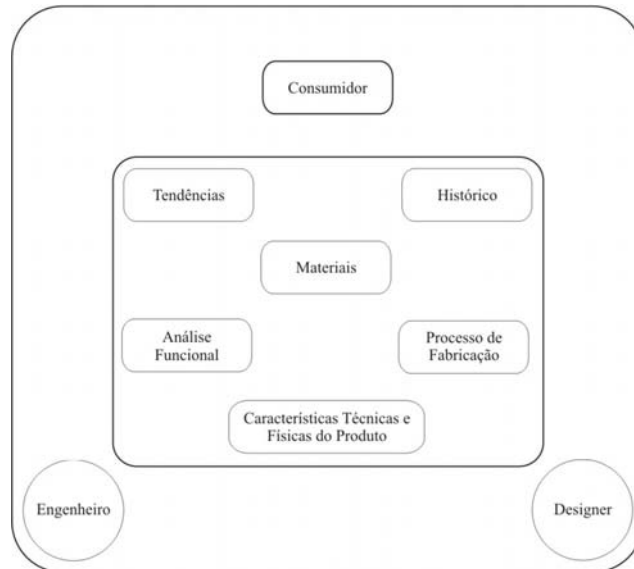 Consumidor
Tendências
Histórico
Materiais
Análise
Funcional
Processo de
Fabricação
Características Técnicas e
Físicas do Produto
Engenheiro
Designer